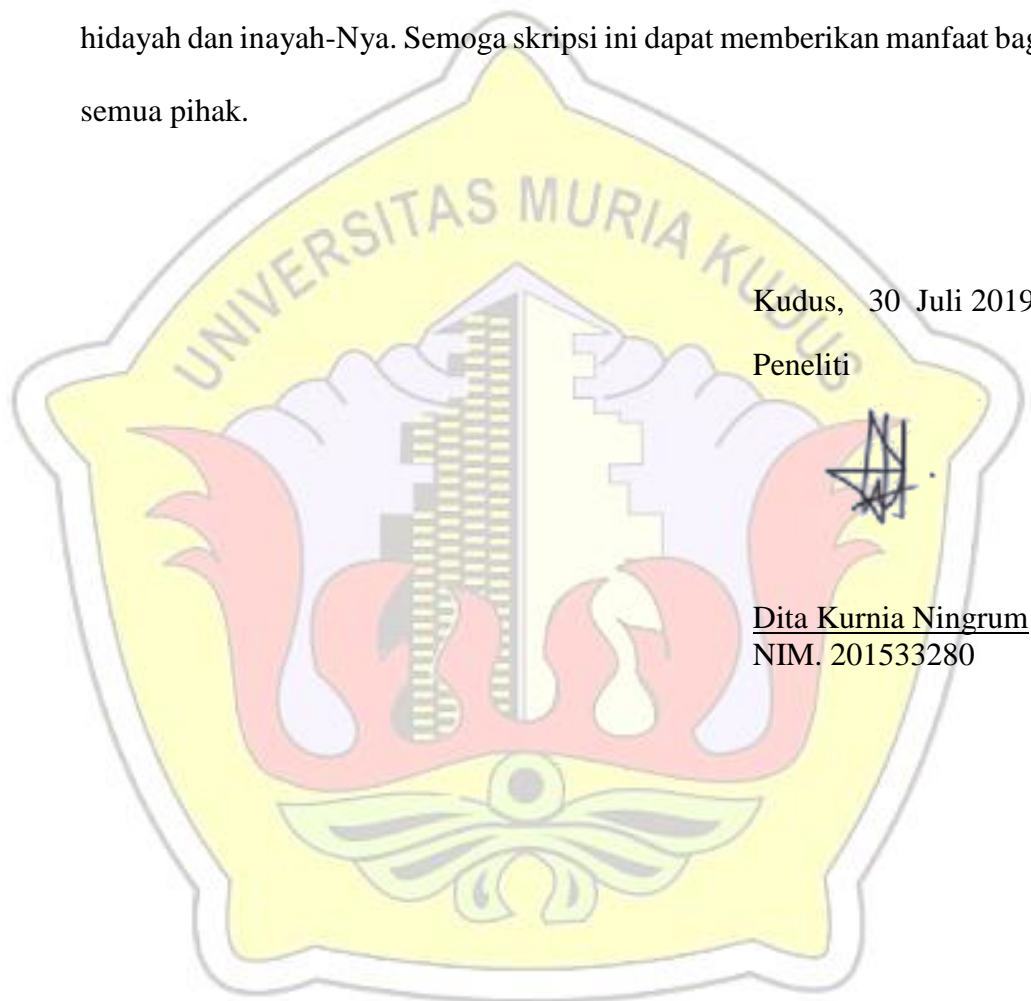 hidayah dan inayah-Nya. Semoga skripsi ini dapat memberikan manfaat bag
semua pihak.
UNIVERSITAS MURIA KUDUS
Kudus, 30 Juli 2019
Peneliti
Dita Kurnia Ningrum
NIM. 201533280